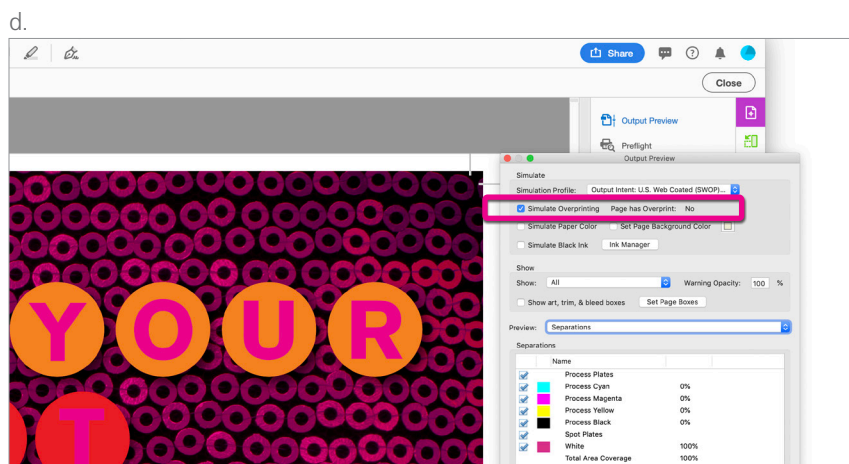 d.
Share
Close
Output Preview
Preflight
Output Preview
Simulate
Simulation Profile: Output Intent: U.S. Web Coated (SWOP)...
Simulate Overprinting Page has Overprint: No
Simulate Paper Color Set Page Background Color
Simulate Black Ink Ink Manager
Show
Show: All Warning Opacity: 100 %
Show art, trim, & bleed boxes Set Page Boxes
Preview: Separations
Separations
Name
Process Plates
Process Cyan 0%
Process Magenta 0%
Process Yellow 0%
Process Black 0%
Spot Plates
White 100%
Total Area Coverage 100%
YOUR
T